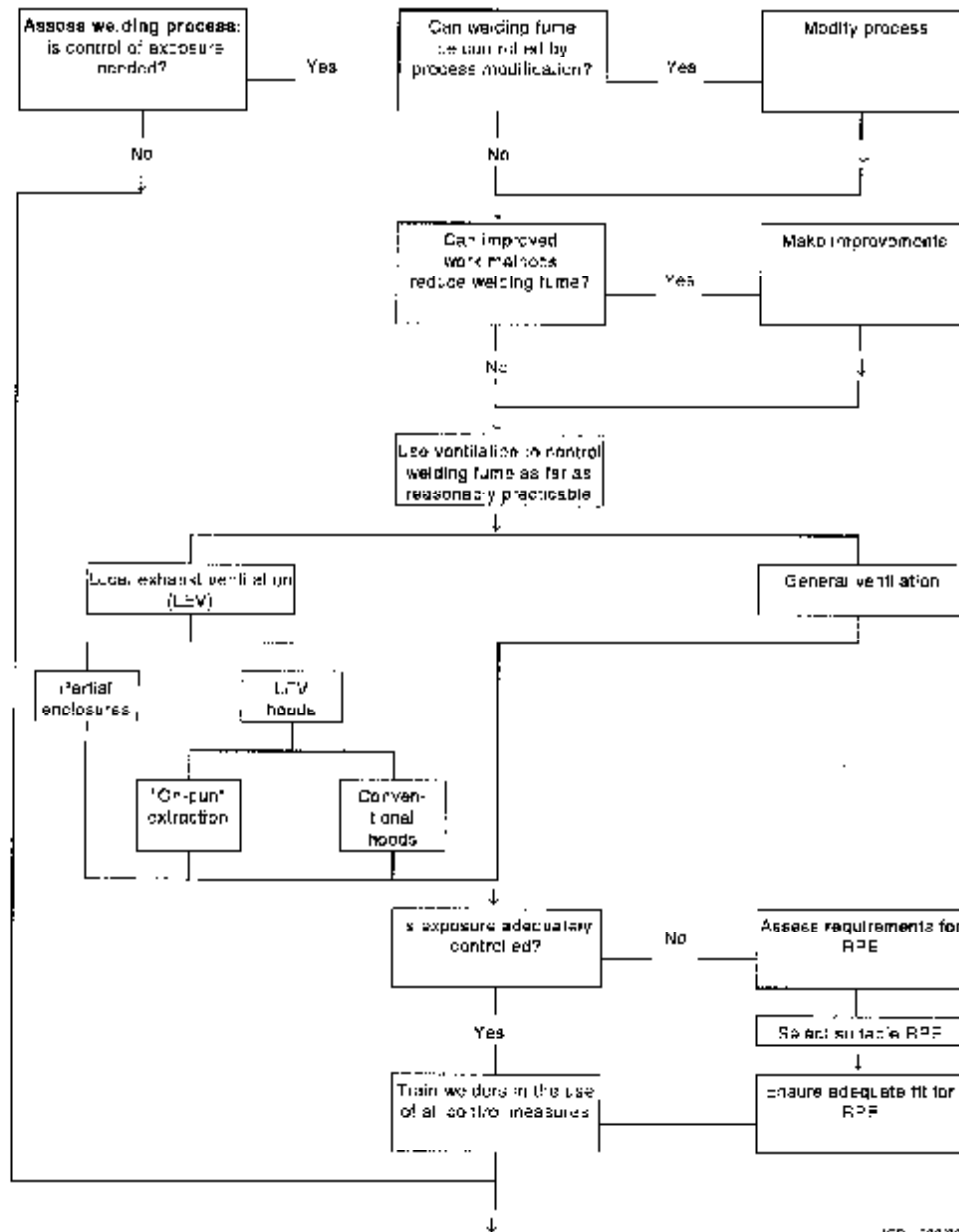 Assess welding process:
is control of exposure
needed?
Yes
Can welding fume
be controlled by
process modification?
Yes
Modify process
No
No
Can improved
work methods
reduce welding fume?
Yes
Make improvements
No
Use ventilation to control
welding fume as far as
reasonably practicable
Local exhaust ventilation
(LEV)
General ventilation
Partial
enclosures
LEV
hoods
"On-gun"
extraction
Conven-
tional
hoods
Is exposure adequately
controlled?
No
Assess requirements for
RPE
Yes
Select suitable RPE
Train welders in the use
of all control measures
Ensure adequate fit for
RPE